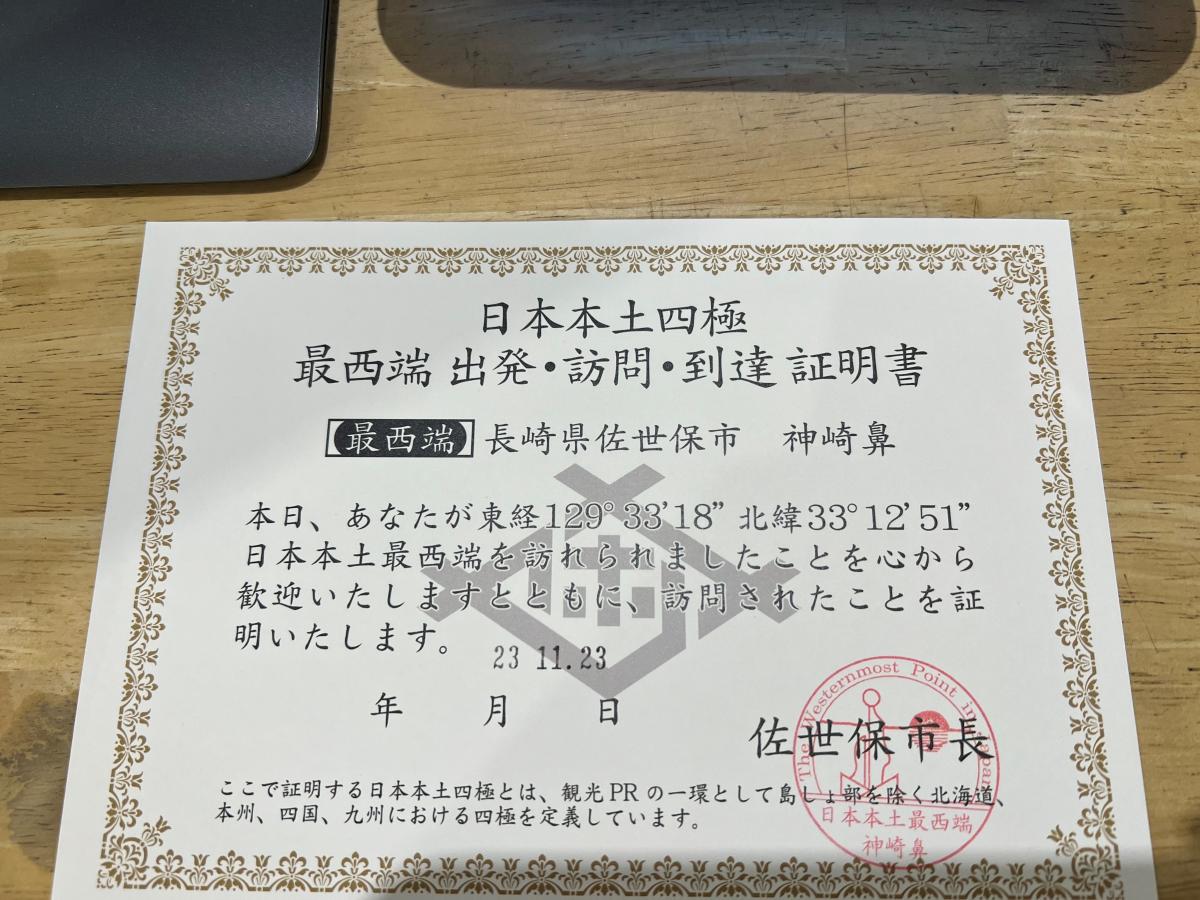 日本本土四極
最西端 出発・訪問・到達 証明書
最西端 長崎県佐世保市 神崎鼻
本日、あなたが東経129°33'18” 北緯33°12'51”
日本本土最西端を訪れられましたことを心から
歓迎いたしますとともに、訪問されたことを証
明いたします。
23 11.23
年 月 日
佐世保市長
The Westernmost Point in Japan
日本本土最西端
神崎鼻
ここで証明する日本本土四極とは、観光PRの一環として島しょ部を除く北海道、
本州、四国、九州における四極を定義しています。